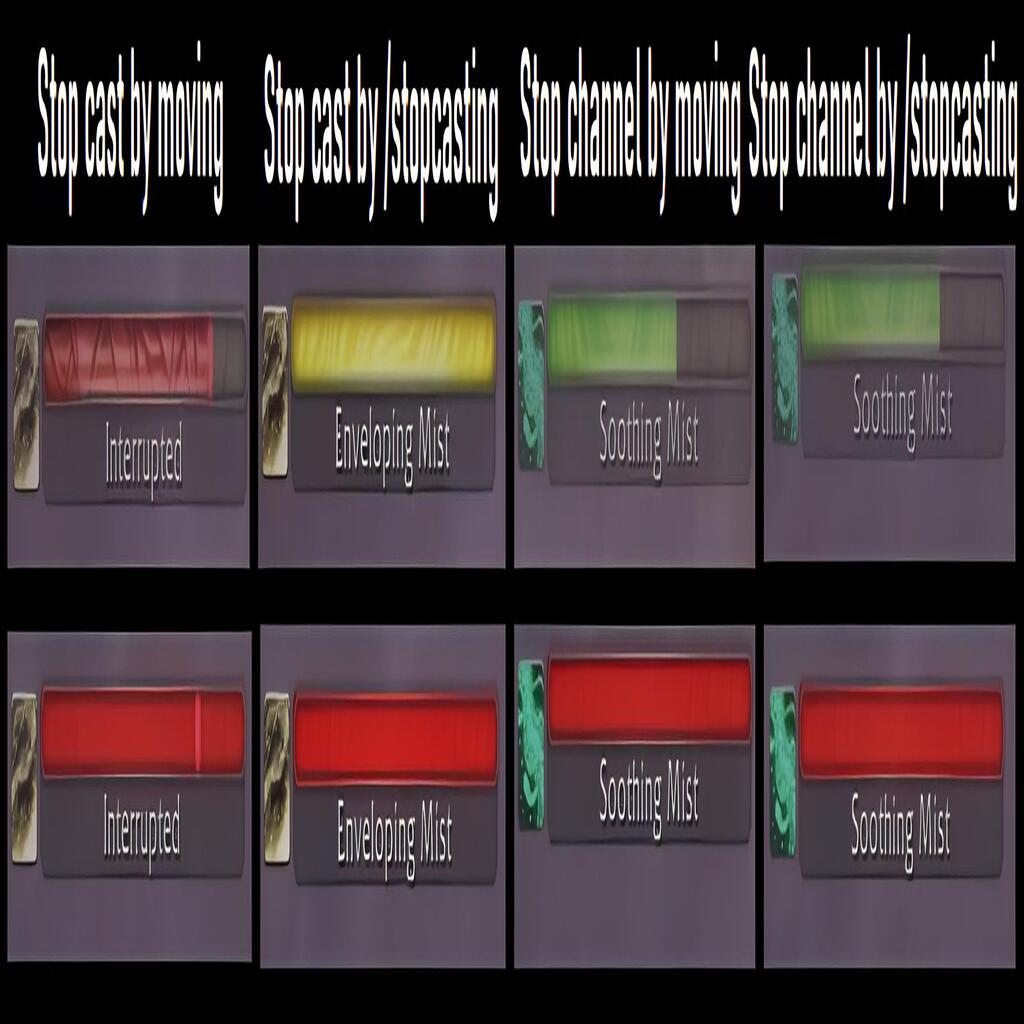 Stop cast by moving
Stop cast by /stopcasting
Stop channel by moving
Stop channel by /stopcasting
Interrupted
Enveloping Mist
Soothing Mist
Soothing Mist
Interrupted
Enveloping Mist
Soothing Mist
Soothing Mist